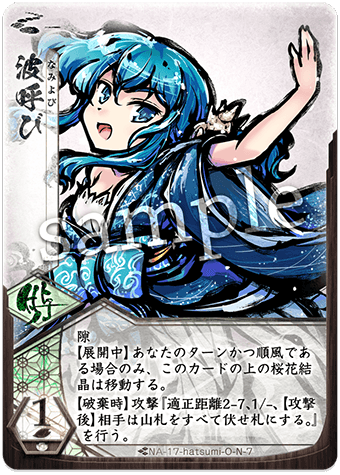 波呼び
なみよび
sample
付与
隙
【展開中】あなたのターンかつ順風であ
る場合のみ、このカードの上の桜花結
晶は移動する。
【破棄時】攻撃『適正距離2-7、1/-、【攻撃
後】相手は山札をすべて伏せ札にする。』
を行う。
1
NA-17-hatsumi-O-N-7